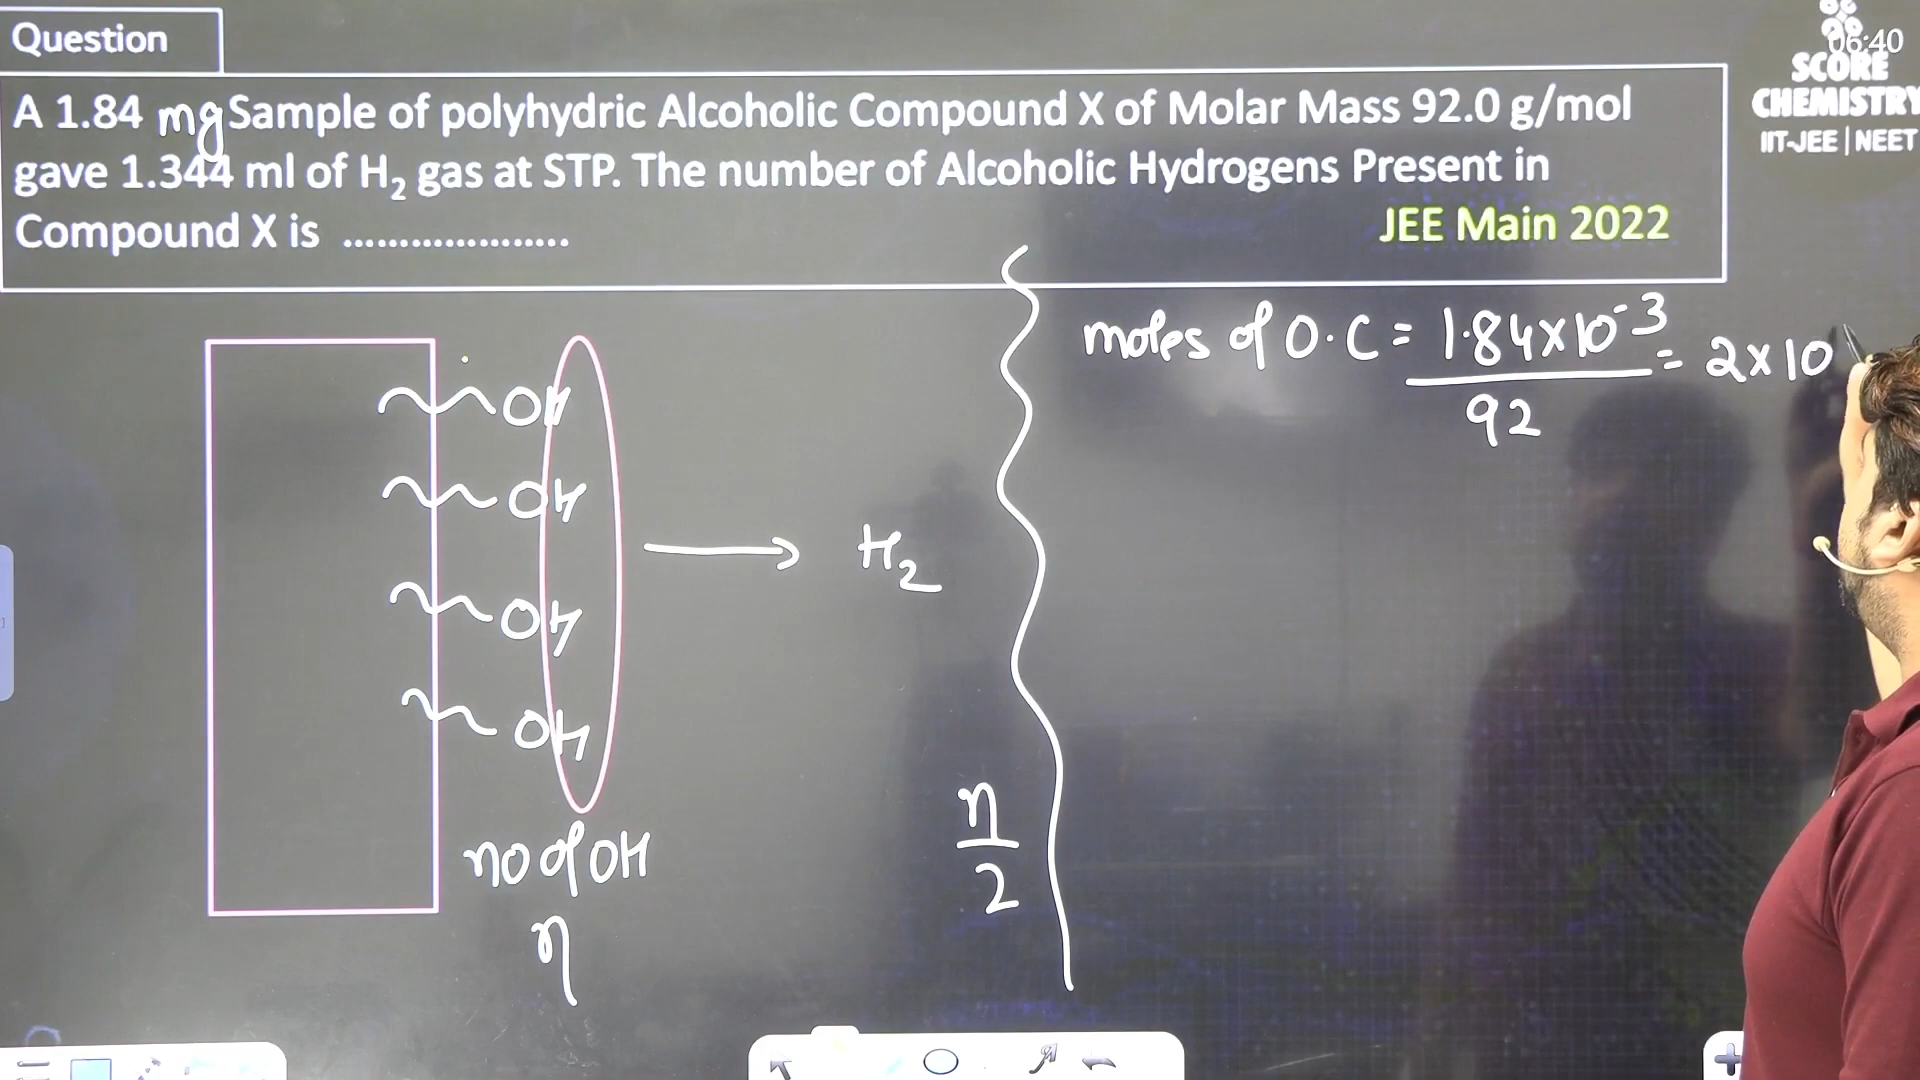 Question
06:40
SCORE
CHEMISTRY
IIT-JEE | NEET
A 1.84 mg Sample of polyhydric Alcoholic Compound X of Molar Mass 92.0 g/mol
gave 1.344 ml of H₂ gas at STP. The number of Alcoholic Hydrogens Present in
Compound X is ....................
JEE Main 2022
moles of O.C = 1.84×10⁻³ / 92 = 2×10
OH
OH
OH
OH
H₂
no of OH
n
n/2